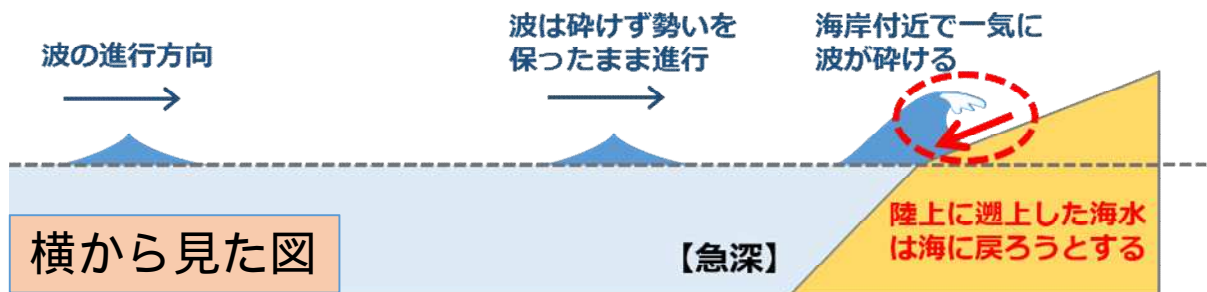 波の進行方向
波は砕けず勢いを
保ったまま進行
海岸付近で一気に
波が砕ける
横から見た図
【急深】
陸上に遡上した海水
は海に戻ろうとする